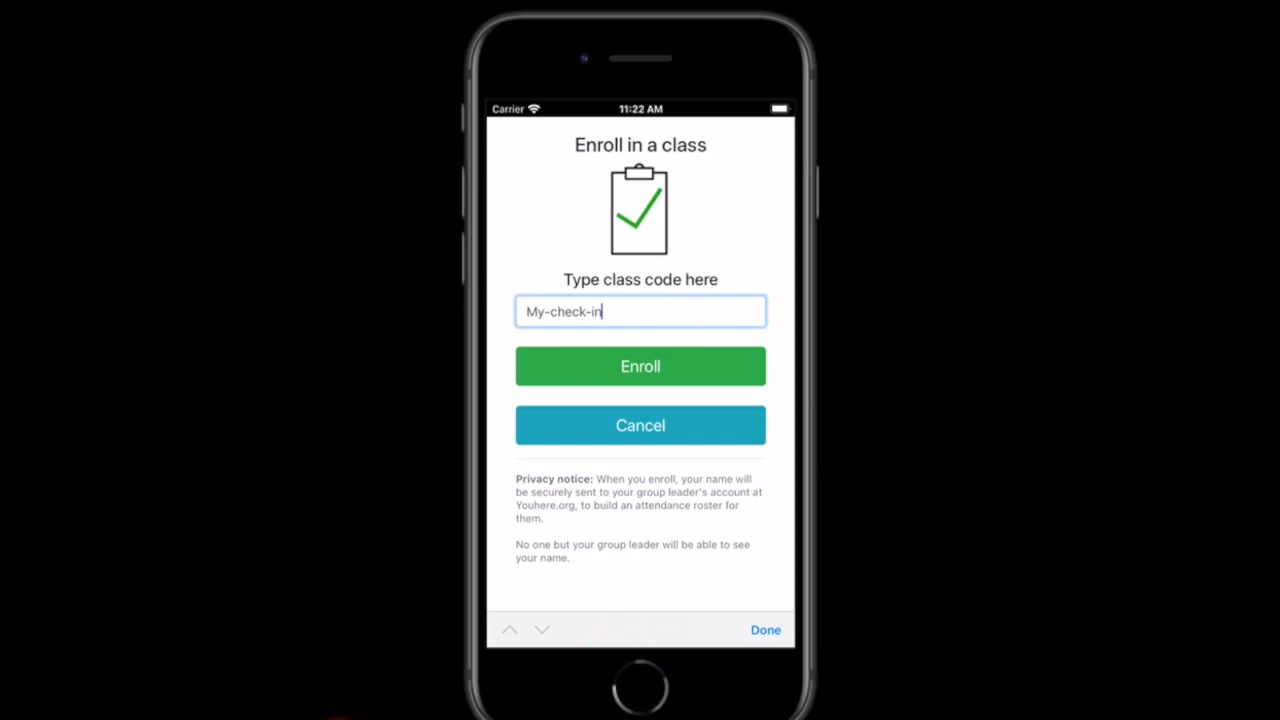 Carrier
11:22 AM
Enroll in a class
Type class code here
My-check-in
Enroll
Cancel
Privacy notice: When you enroll, your name will
be securely sent to your group leader's account at
Youhere.org, to build an attendance roster for
them.
No one but your group leader will be able to see
your name.
Done